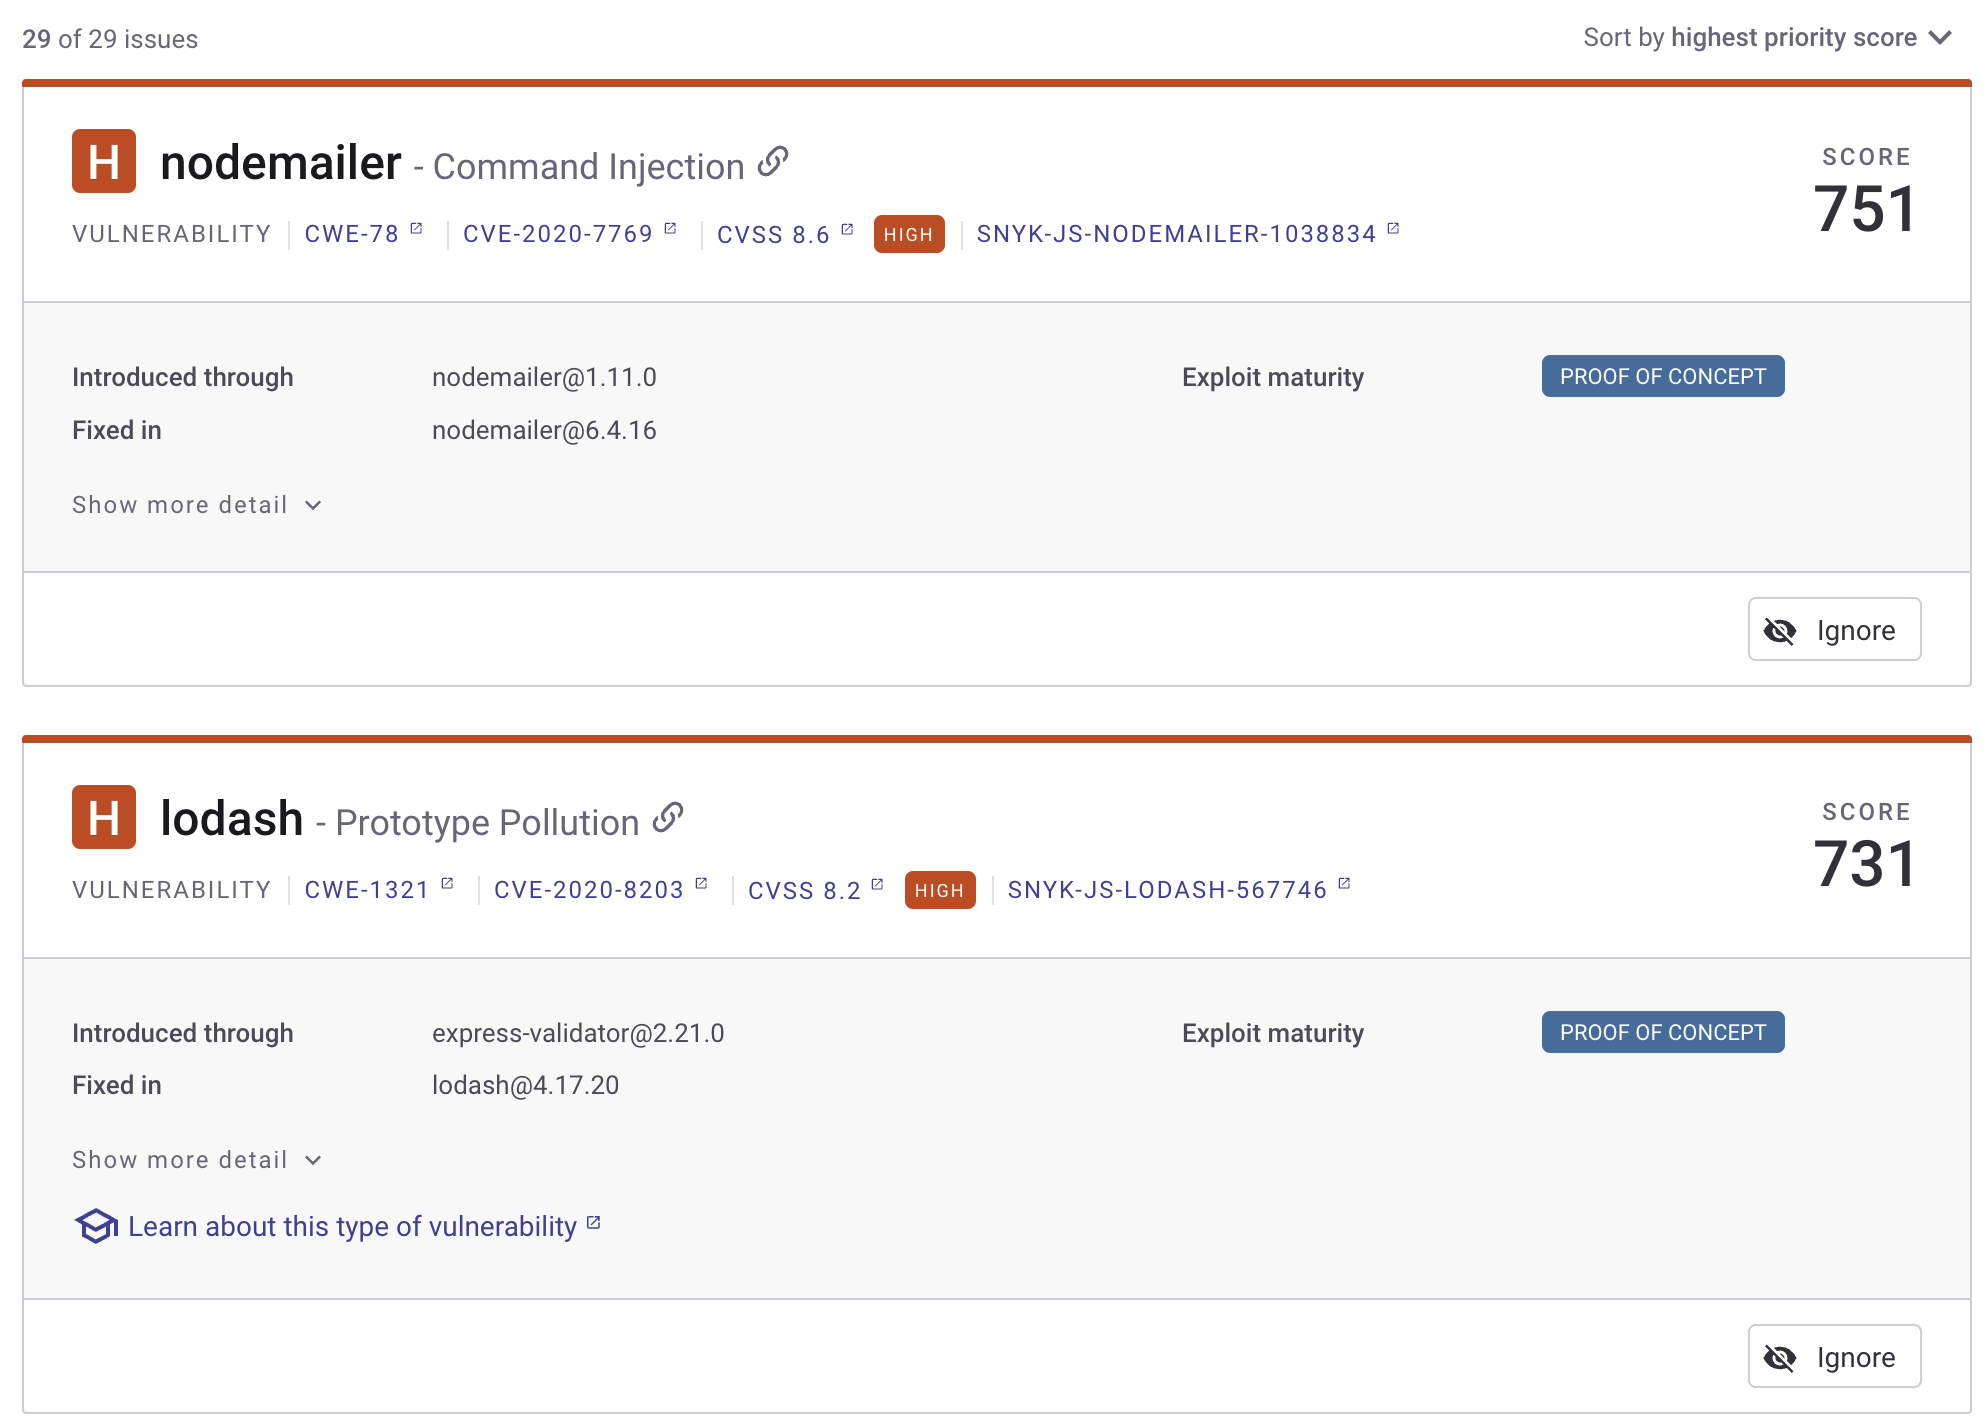 29 of 29 issues
Sort by highest priority score
H nodemailer - Command Injection
SCORE
751
VULNERABILITY CWE-78 CVE-2020-7769 CVSS 8.6 HIGH SNYK-JS-NODEMAILER-1038834
Introduced through nodemailer@1.11.0 Exploit maturity PROOF OF CONCEPT
Fixed in nodemailer@6.4.16
Show more detail
Ignore
H lodash - Prototype Pollution
SCORE
731
VULNERABILITY CWE-1321 CVE-2020-8203 CVSS 8.2 HIGH SNYK-JS-LODASH-567746
Introduced through express-validator@2.21.0 Exploit maturity PROOF OF CONCEPT
Fixed in lodash@4.17.20
Show more detail
Learn about this type of vulnerability
Ignore